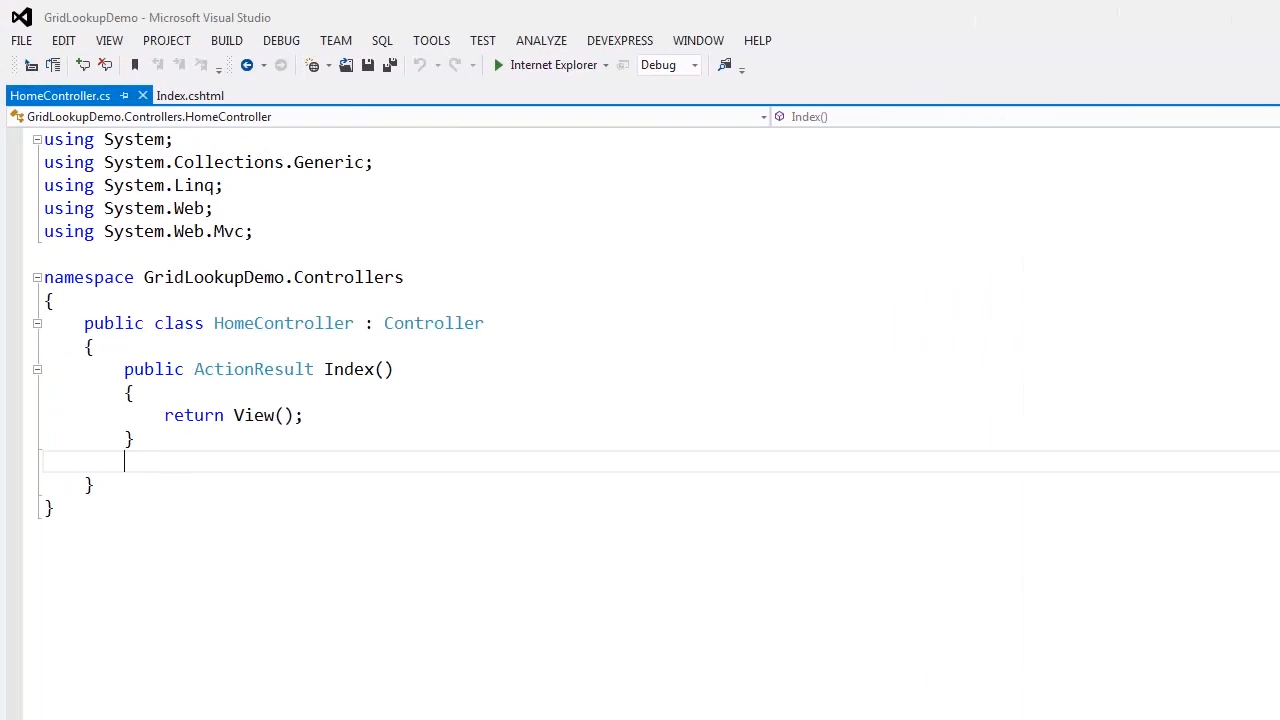 GridLookupDemo - Microsoft Visual Studio
FILE EDIT VIEW PROJECT BUILD DEBUG TEAM SQL TOOLS TEST ANALYZE DEVEXPRESS WINDOW HELP
Internet Explorer Debug
HomeController.cs Index.cshtml
GridLookupDemo.Controllers.HomeController Index()
using System;
using System.Collections.Generic;
using System.Linq;
using System.Web;
using System.Web.Mvc;
namespace GridLookupDemo.Controllers
{
public class HomeController : Controller
{
public ActionResult Index()
{
return View();
}
}
}